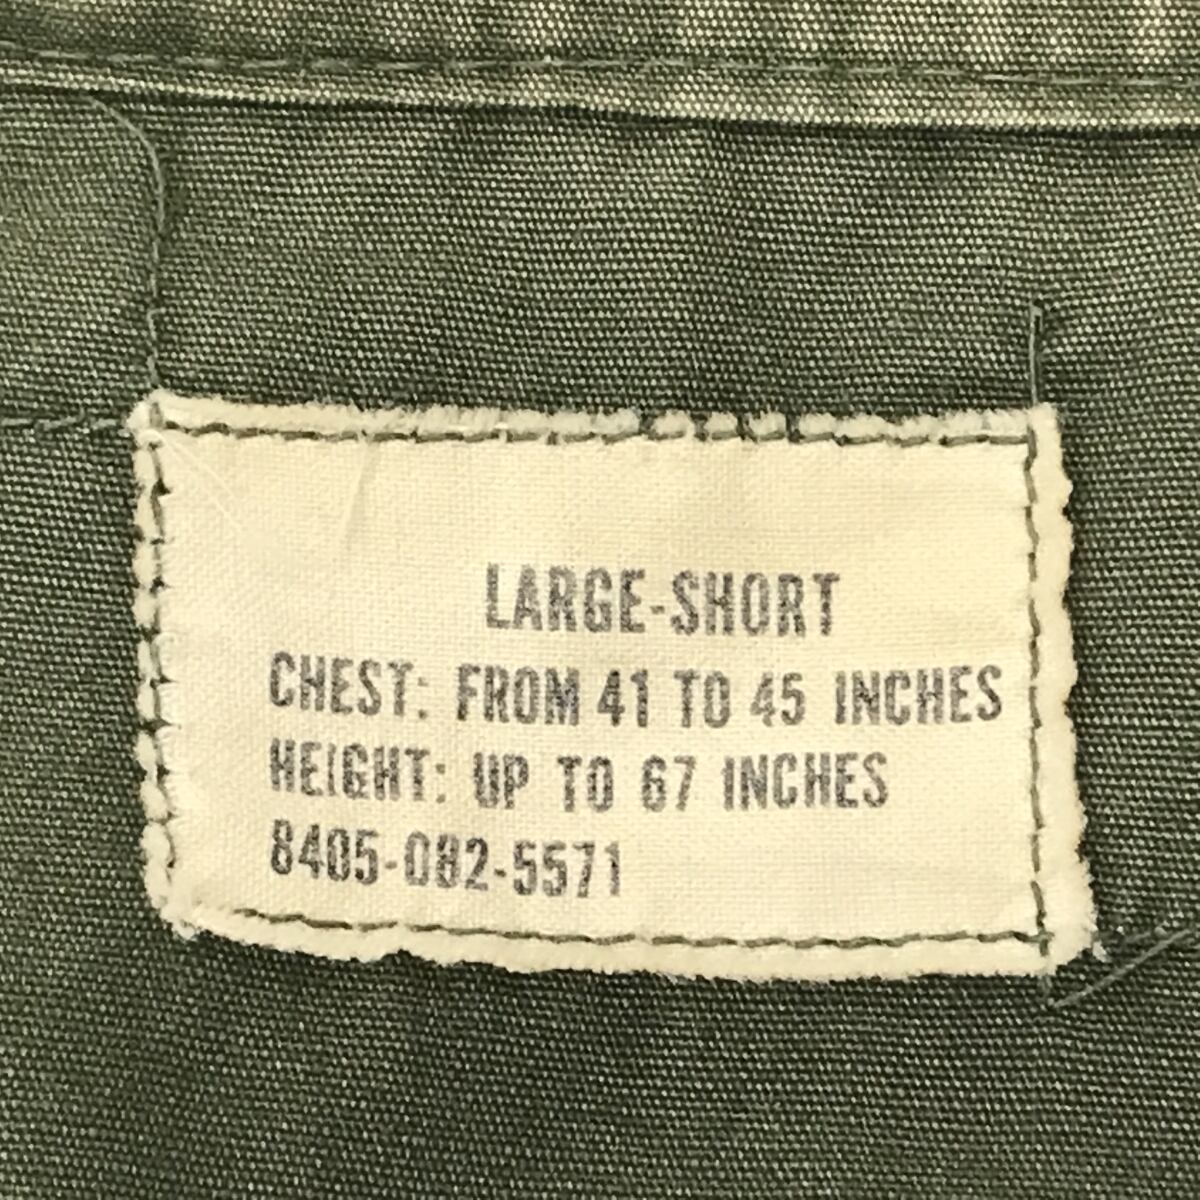 LARGE-SHORT
CHEST: FROM 41 TO 45 INCHES
HEIGHT: UP TO 67 INCHES
8405-082-5571